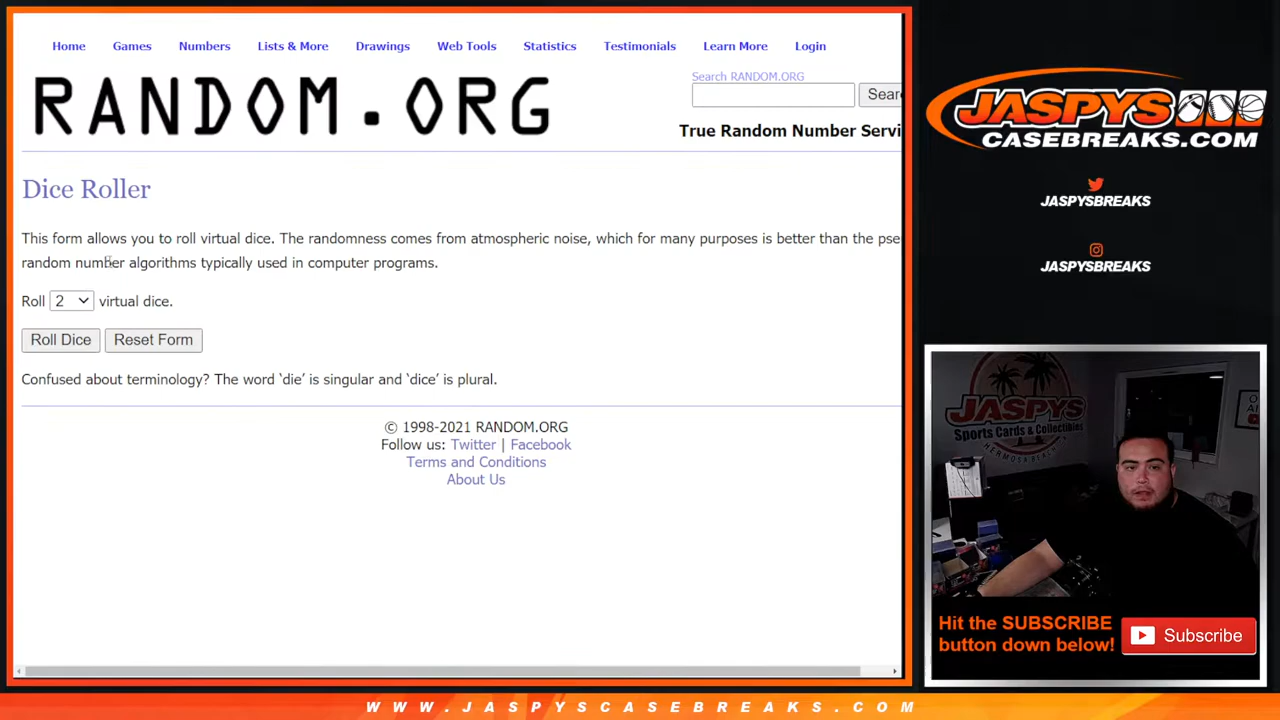 Home Games Numbers Lists & More Drawings Web Tools Statistics Testimonials Learn More Login
Search RANDOM.ORG
RANDOM.ORG
Sear
True Random Number Servi
Dice Roller
This form allows you to roll virtual dice. The randomness comes from atmospheric noise, which for many purposes is better than the pse
random number algorithms typically used in computer programs.
Roll 2 virtual dice.
Roll Dice Reset Form
Confused about terminology? The word ‘die’ is singular and ‘dice’ is plural.
© 1998-2021 RANDOM.ORG
Follow us: Twitter | Facebook
Terms and Conditions
About Us
JASPYS
CASEBREAKS.COM
JASPYSBREAKS
JASPYSBREAKS
JASPYS
Sports Cards & Collectibles
HERMOSA BEACH
Hit the SUBSCRIBE
button down below!
Subscribe
WWW.JASPYSCASEBREAKS.COM